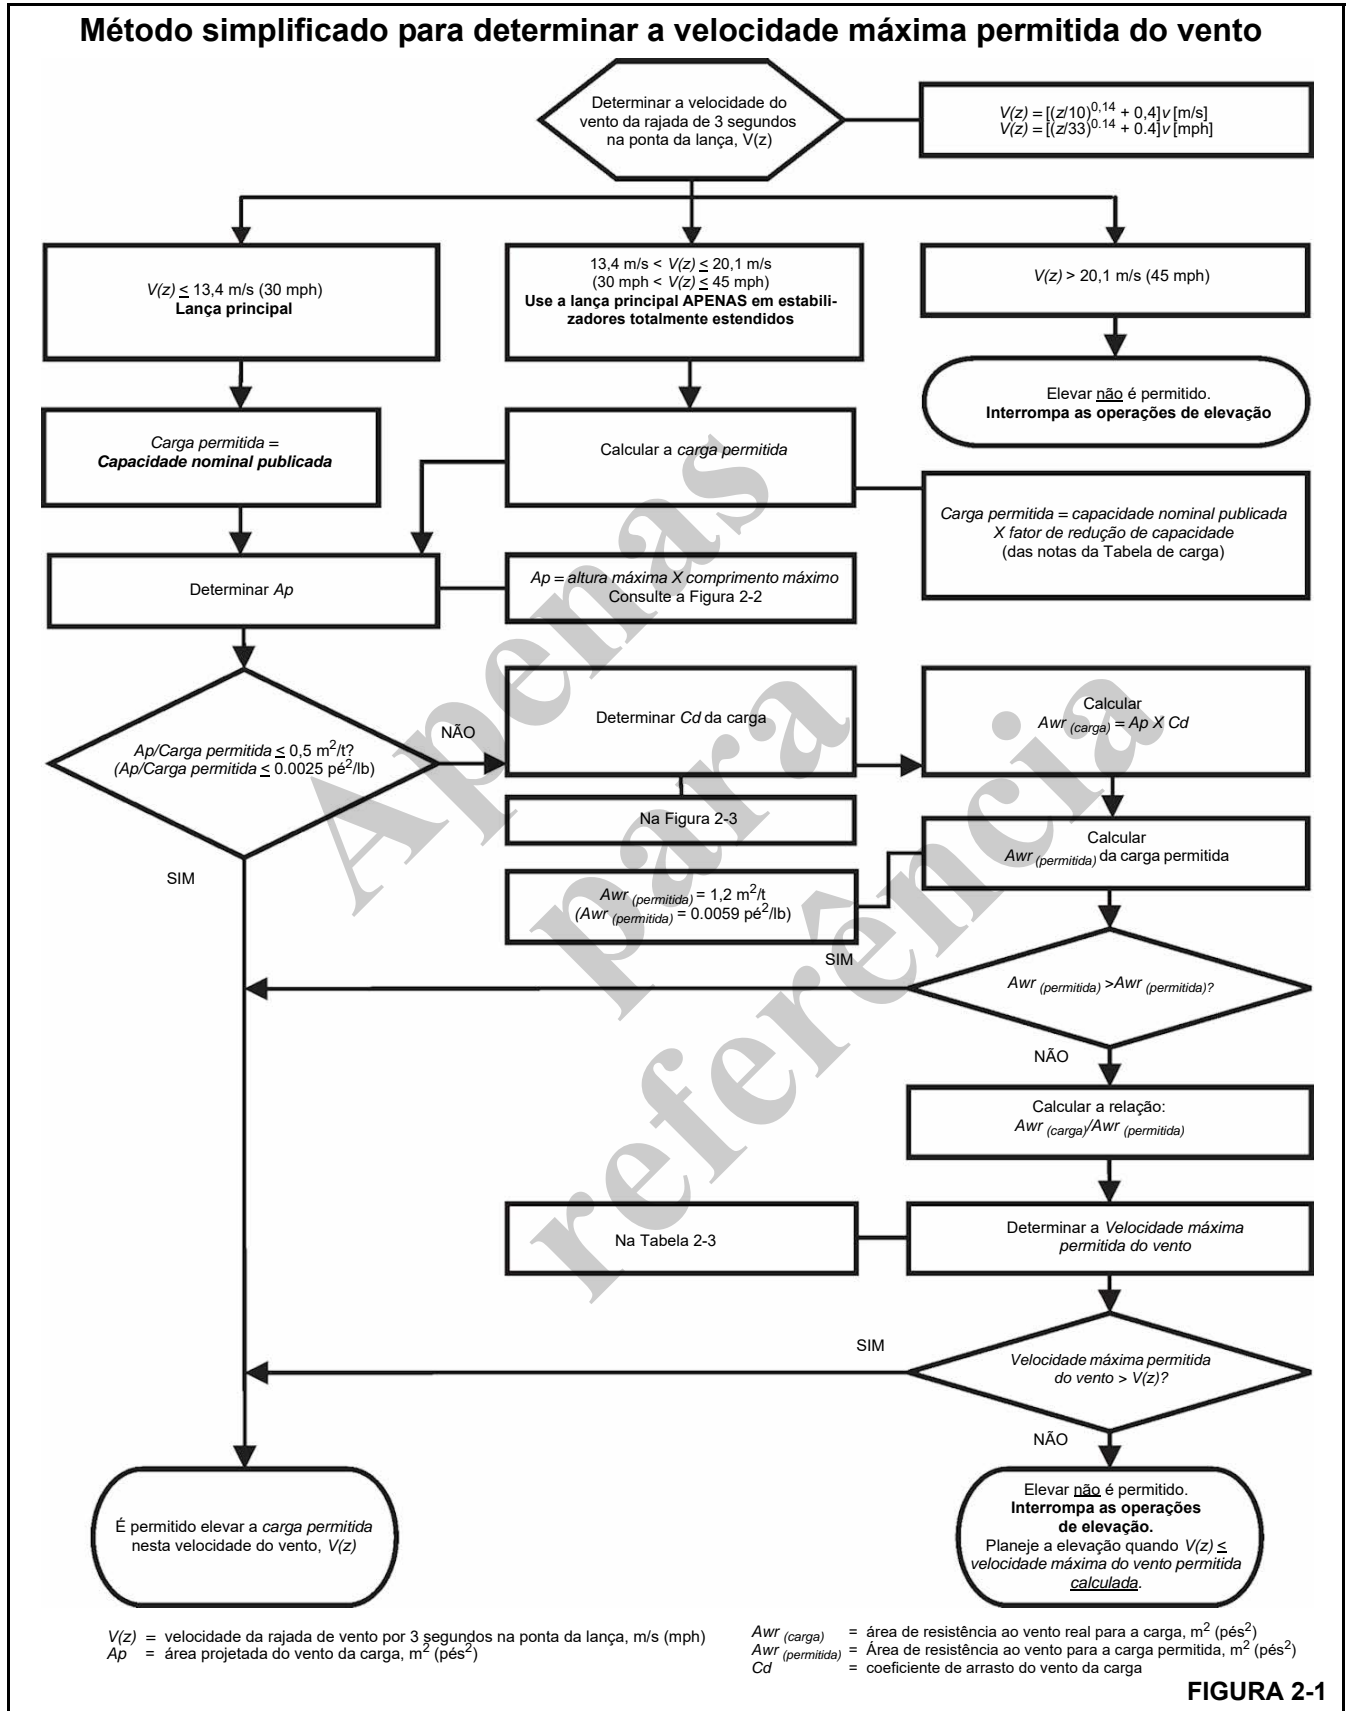 Método simplificado para determinar a velocidade máxima permitida do vento
Determinar a velocidade do
vento da rajada de 3 segundos
na ponta da lança, V(z)
V(z) = [(z/10)^0,14 + 0,4]v [m/s]
V(z) = [(z/33)^0.14 + 0.4]v [mph]
V(z) ≤ 13,4 m/s (30 mph)
Lança principal
13,4 m/s < V(z) ≤ 20,1 m/s
(30 mph < V(z) ≤ 45 mph)
Use a lança principal APENAS em estabili-
zadores totalmente estendidos
V(z) > 20,1 m/s (45 mph)
Elevar não é permitido.
Interrompa as operações de elevação
Carga permitida =
Capacidade nominal publicada
Calcular a carga permitida
Carga permitida = capacidade nominal publicada
X fator de redução de capacidade
(das notas da Tabela de carga)
Determinar Ap
Ap = altura máxima X comprimento máximo
Consulte a Figura 2-2
Ap/Carga permitida ≤ 0,5 m²/t?
(Ap/Carga permitida ≤ 0.0025 pé²/lb)
NÃO
SIM
Determinar Cd da carga
Na Figura 2-3
Calcular
Awr (carga) = Ap X Cd
Calcular
Awr (permitida) da carga permitida
Awr (permitida) = 1,2 m²/t
(Awr (permitida) = 0.0059 pé²/lb)
SIM
Awr (permitida) >Awr (permitida)?
NÃO
Calcular a relação:
Awr (carga)/Awr (permitida)
Na Tabela 2-3
Determinar a Velocidade máxima
permitida do vento
SIM
Velocidade máxima permitida
do vento > V(z)?
NÃO
É permitido elevar a carga permitida
nesta velocidade do vento, V(z)
Elevar não é permitido.
Interrompa as operações
de elevação.
Planeje a elevação quando V(z) ≤
velocidade máxima do vento permitida
calculada.
V(z) = velocidade da rajada de vento por 3 segundos na ponta da lança, m/s (mph)
Ap = área projetada do vento da carga, m² (pés²)
Awr (carga) = área de resistência ao vento real para a carga, m² (pés²)
Awr (permitida) = Área de resistência ao vento para a carga permitida, m² (pés²)
Cd = coeficiente de arrasto do vento da carga
FIGURA 2-1
Apenas
para
referência